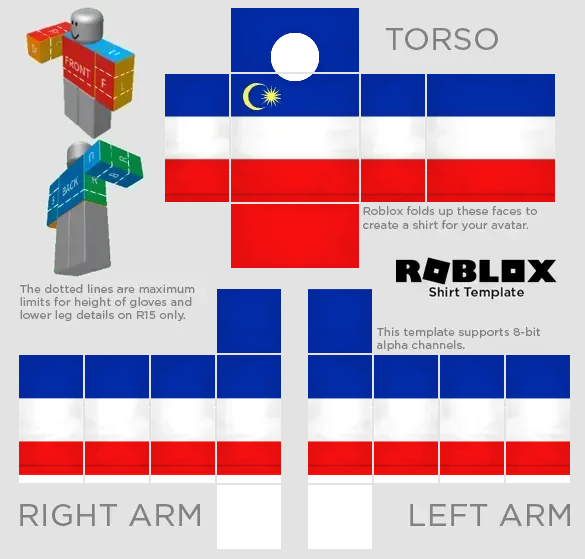 TORSO
FRONT
F
L
R
U
BACK
R
B
R
Roblox folds up these faces to
create a shirt for your avatar.
ROBLOX
Shirt Template
The dotted lines are maximum
limits for height of gloves and
lower leg details on R15 only.
This template supports 8-bit
alpha channels.
RIGHT ARM
LEFT ARM